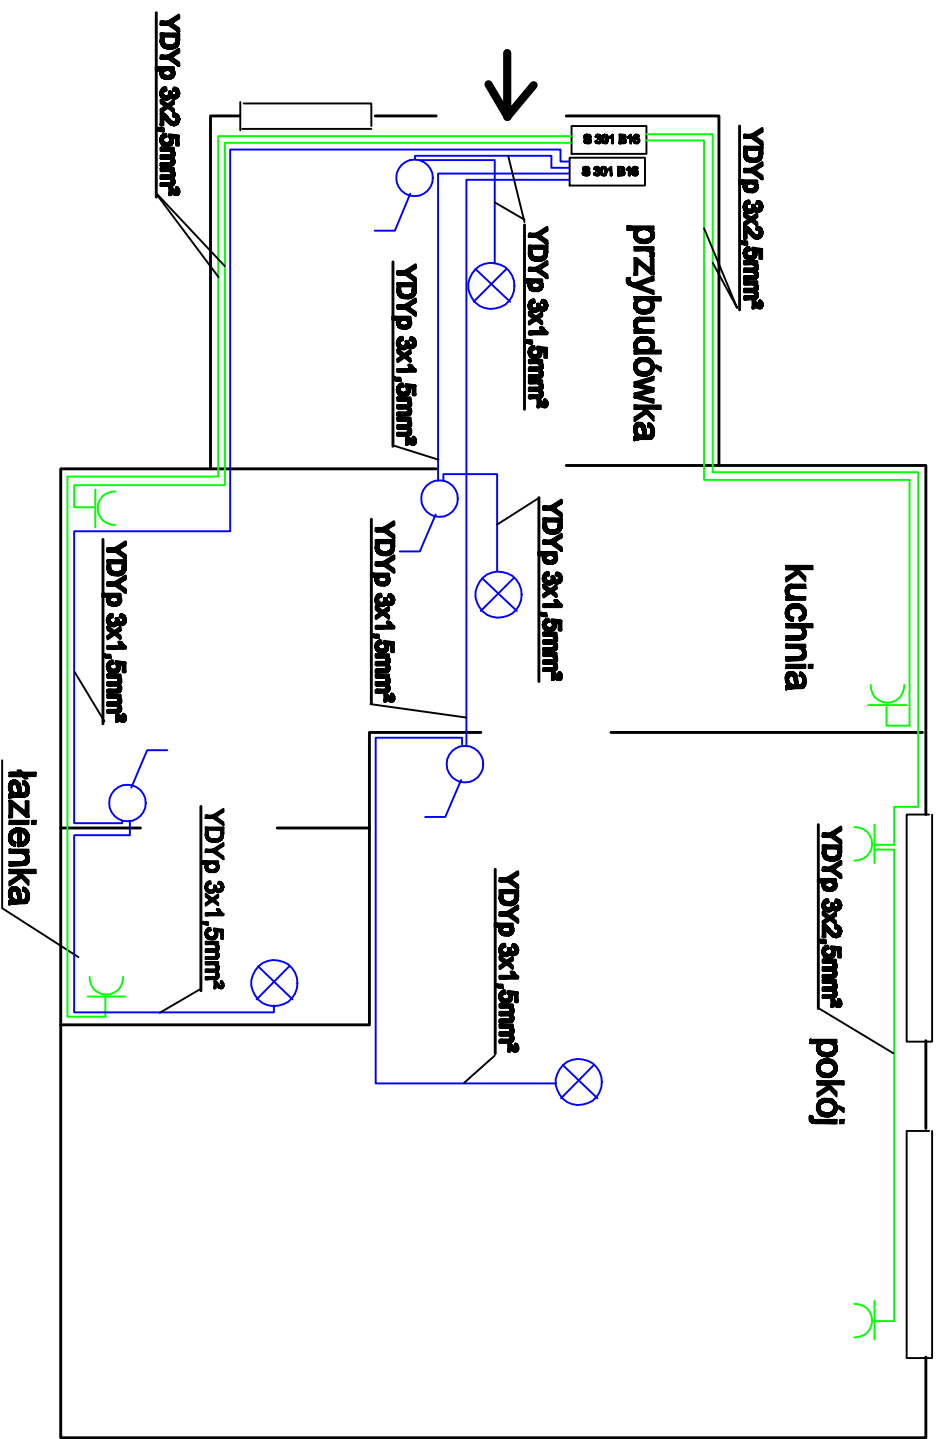 YDYp 3x2,5mm²
YDYp 3x2,5mm²
S 301 B16
S 301 B16
przybudówka
YDYp 3x1,5mm²
YDYp 3x1,5mm²
kuchnia
YDYp 3x1,5mm²
YDYp 3x1,5mm²
YDYp 3x1,5mm²
łazienka
YDYp 3x1,5mm²
YDYp 3x2,5mm²
YDYp 3x1,5mm²
pokój